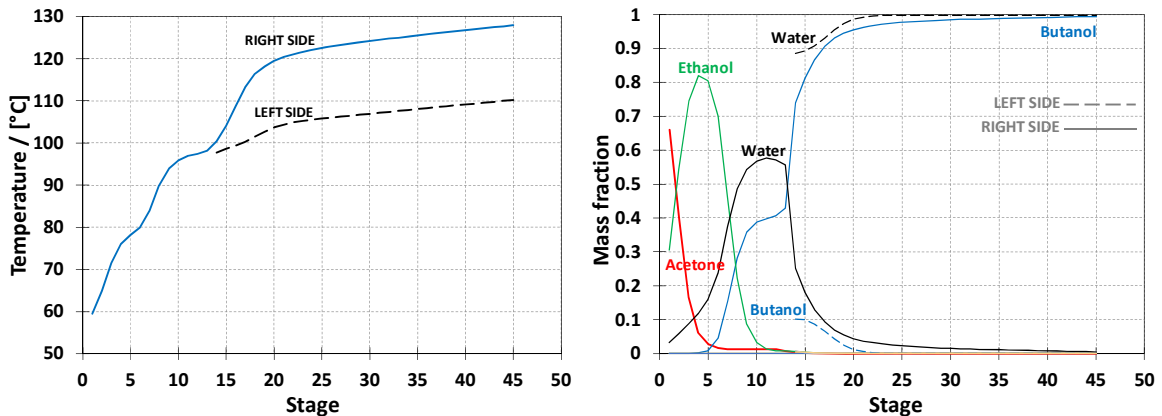 130
120
110
100
90
80
70
60
50
0 5 10 15 20 25 30 35 40 45 50
Temperature / [°C]
Stage
RIGHT SIDE
LEFT SIDE
1
0.9
0.8
0.7
0.6
0.5
0.4
0.3
0.2
0.1
0
0 5 10 15 20 25 30 35 40 45 50
Mass fraction
Stage
Water
Butanol
Ethanol
LEFT SIDE
RIGHT SIDE
Water
Acetone
Butanol